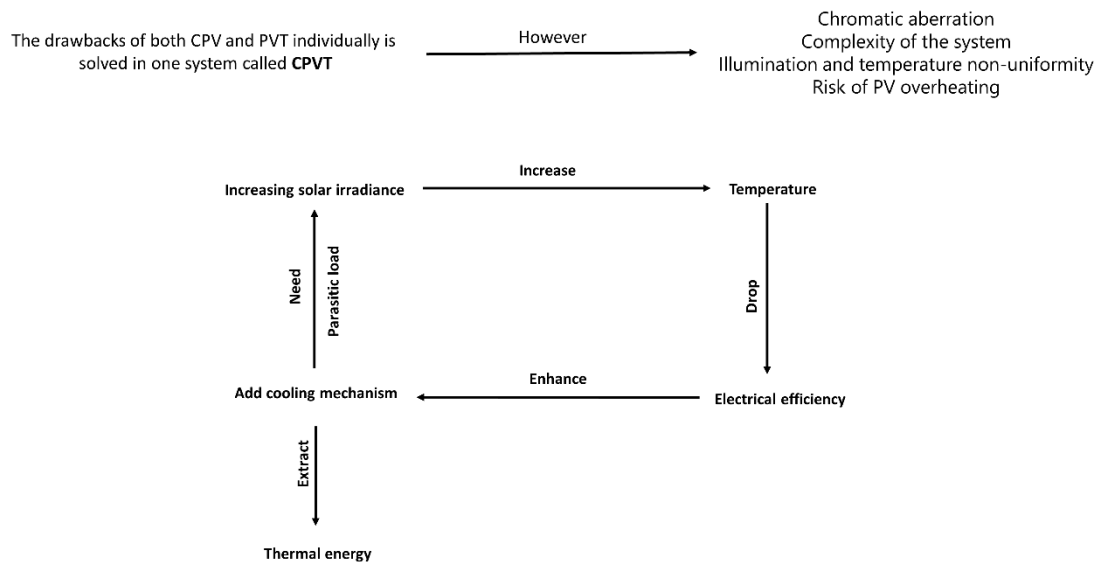 The drawbacks of both CPV and PVT individually is
solved in one system called CPVT
However
Chromatic aberration
Complexity of the system
Illumination and temperature non-uniformity
Risk of PV overheating
Increasing solar irradiance
Increase
Temperature
Need
Parasitic load
Drop
Add cooling mechanism
Enhance
Electrical efficiency
Extract
Thermal energy